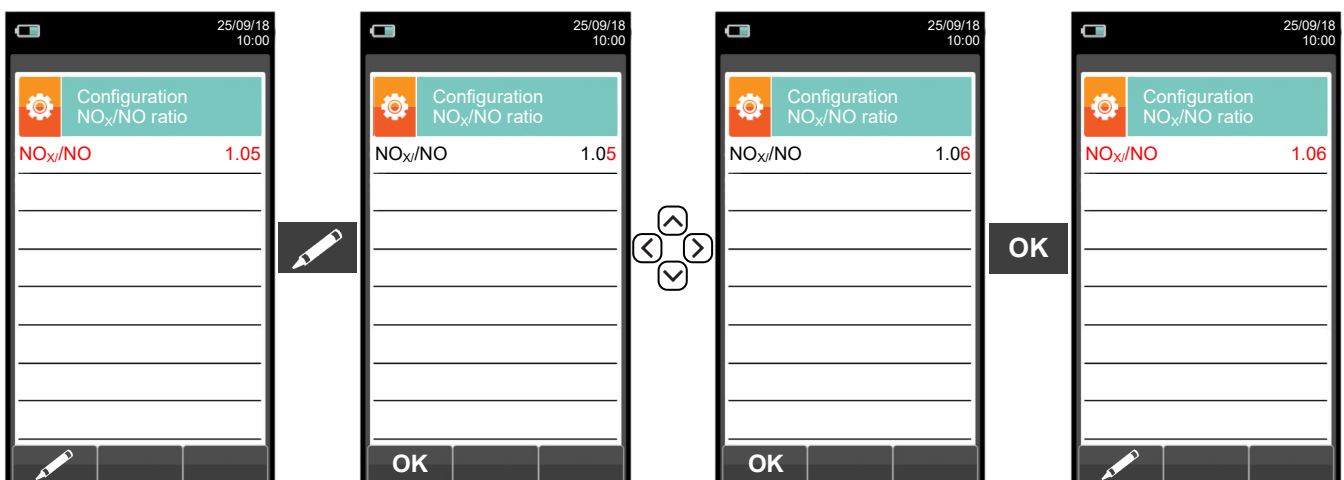 25/09/18
10:00
Configuration
NOX/NO ratio
NOX//NO 1.05
25/09/18
10:00
Configuration
NOX/NO ratio
NOX//NO 1.05
OK
25/09/18
10:00
Configuration
NOX/NO ratio
NOX//NO 1.06
OK
OK
25/09/18
10:00
Configuration
NOX/NO ratio
NOX//NO 1.06